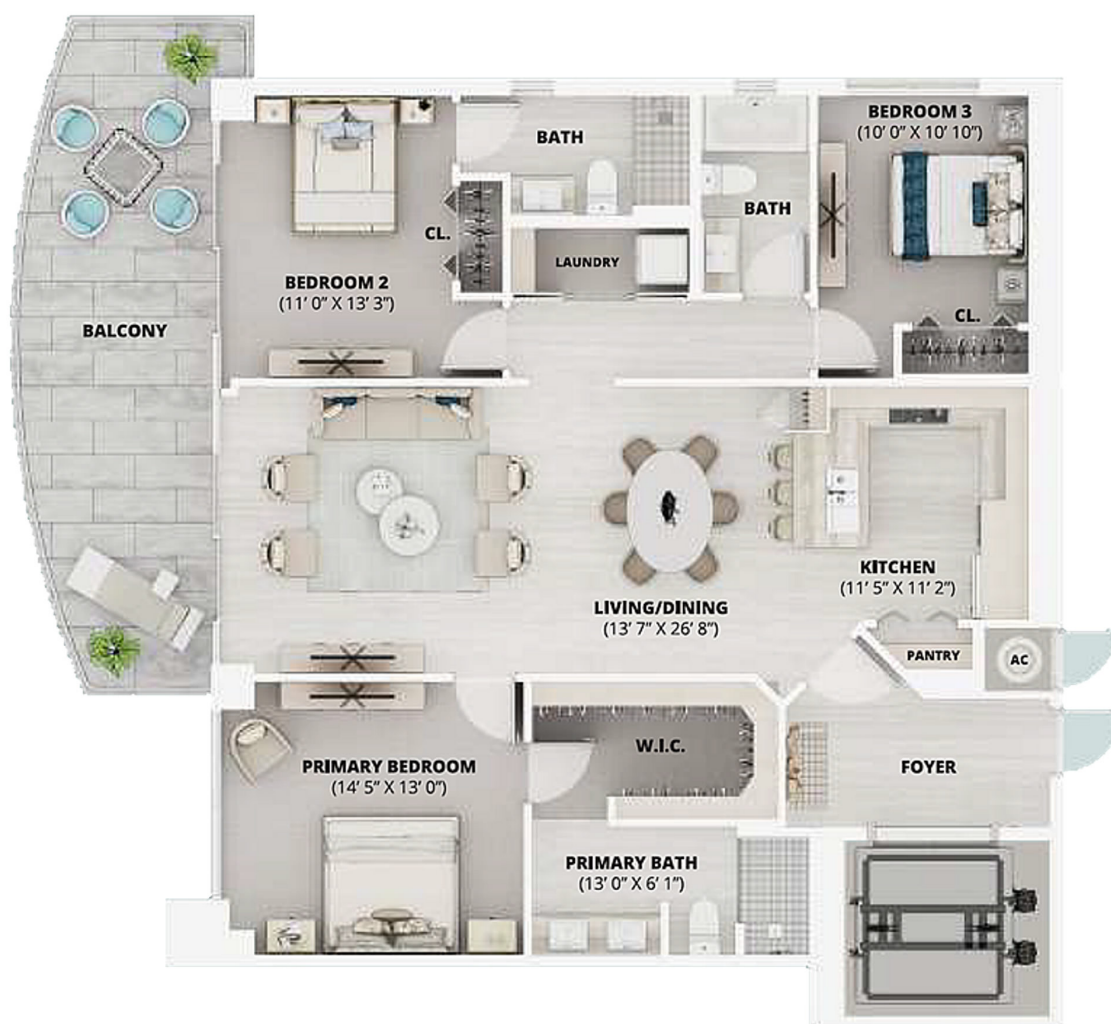 BEDROOM 3
(10' 0" X 10' 10")
BATH
BATH
CL.
LAUNDRY
BEDROOM 2
(11' 0" X 13' 3")
CL.
BALCONY
KITCHEN
(11' 5" X 11' 2")
LIVING/DINING
(13' 7" X 26' 8")
PANTRY
AC
W.I.C.
PRIMARY BEDROOM
(14' 5" X 13' 0")
FOYER
PRIMARY BATH
(13' 0" X 6' 1")